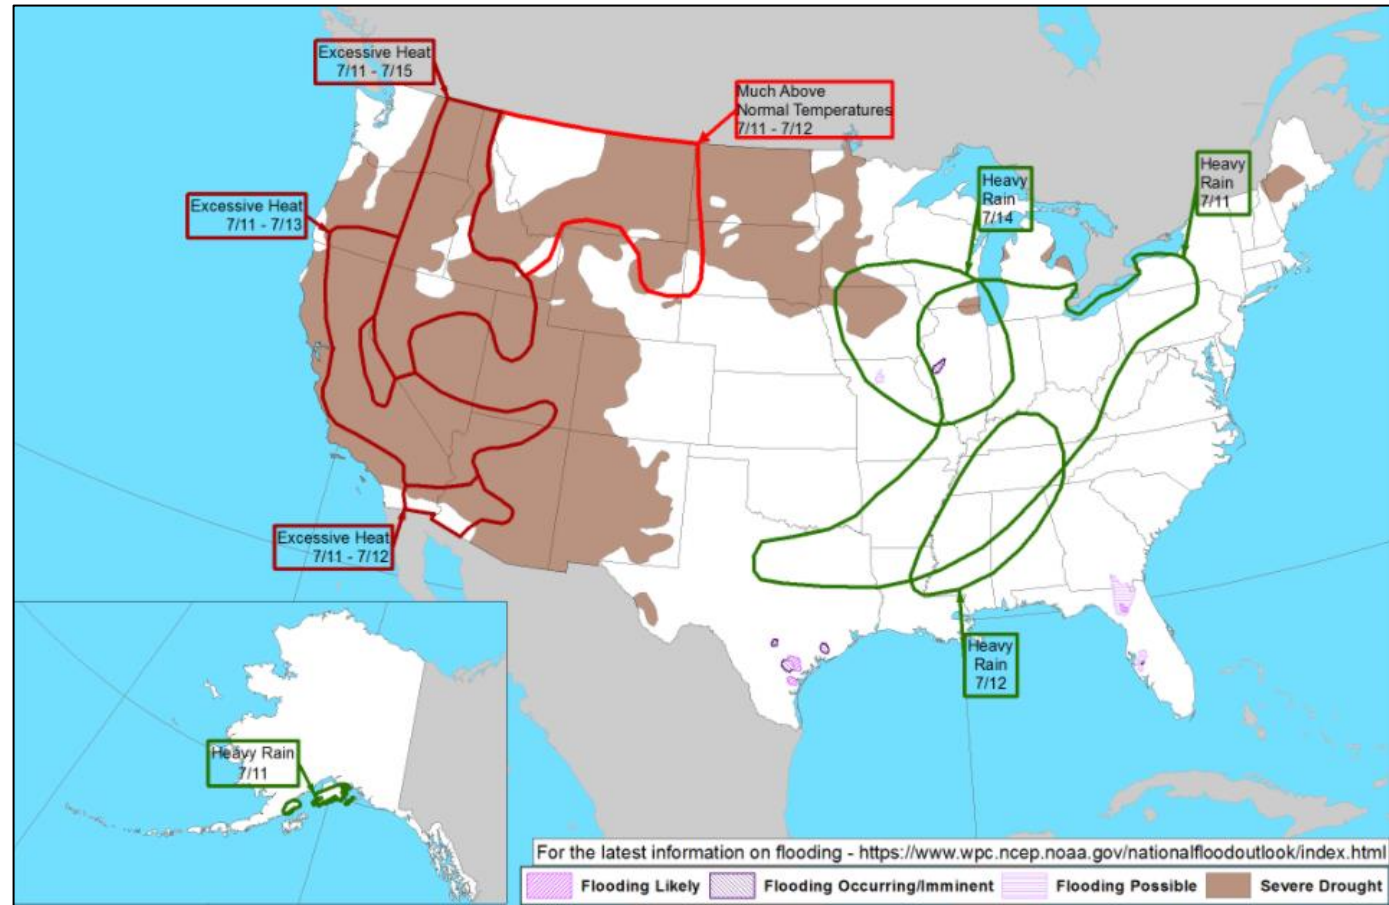 Excessive Heat
7/11 - 7/15
Much Above
Normal Temperatures
7/11 - 7/12
Heavy
Rain
7/14
Heavy
Rain
7/11
Excessive Heat
7/11 - 7/13
Excessive Heat
7/11 - 7/12
Heavy
Rain
7/12
Heavy Rain
7/11
For the latest information on flooding - https://www.wpc.ncep.noaa.gov/nationalfloodoutlook/index.html
Flooding Likely Flooding Occurring/Imminent Flooding Possible Severe Drought